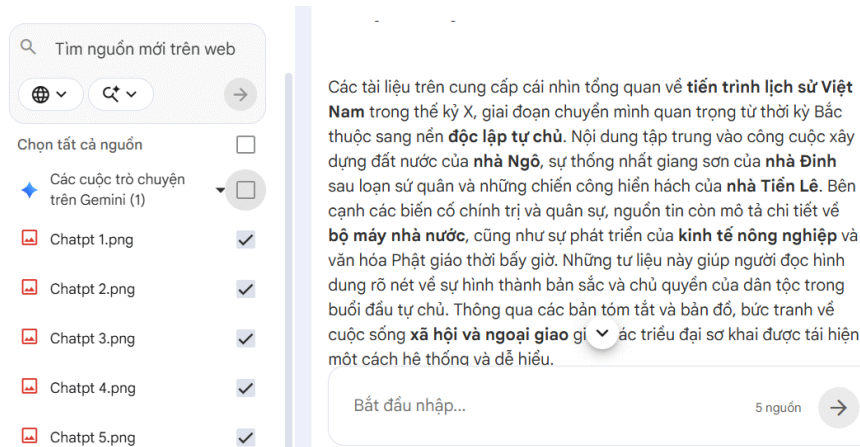 Tìm nguồn mới trên web
Chọn tất cả nguồn
Các cuộc trò chuyện
trên Gemini (1)
Chatpt 1.png
Chatpt 2.png
Chatpt 3.png
Chatpt 4.png
Chatpt 5.png
Các tài liệu trên cung cấp cái nhìn tổng quan về tiến trình lịch sử Việt
Nam trong thế kỷ X, giai đoạn chuyển mình quan trọng từ thời kỳ Bắc
thuộc sang nền độc lập tự chủ. Nội dung tập trung vào công cuộc xây
dựng đất nước của nhà Ngô, sự thống nhất giang sơn của nhà Đinh
sau loạn sứ quân và những chiến công hiển hách của nhà Tiền Lê. Bên
cạnh các biến cố chính trị và quân sự, nguồn tin còn mô tả chi tiết về
bộ máy nhà nước, cũng như sự phát triển của kinh tế nông nghiệp và
văn hóa Phật giáo thời bấy giờ. Những tư liệu này giúp người đọc hình
dung rõ nét về sự hình thành bản sắc và chủ quyền của dân tộc trong
buổi đầu tự chủ. Thông qua các bản tóm tắt và bản đồ, bức tranh về
cuộc sống xã hội và ngoại giao triều đại sơ khai được tái hiện
một cách hệ thống và dễ hiểu.
Bắt đầu nhập...
5 nguồn